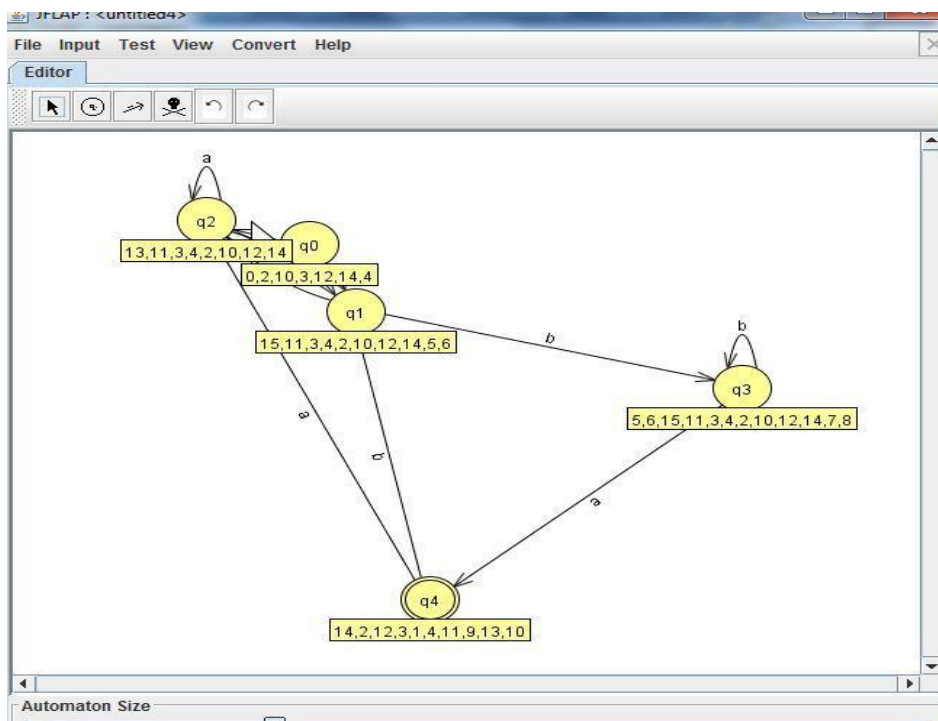 JFLAP : <untitled4>
File Input Test View Convert Help
Editor
a
q2
13,11,3,4,2,10,12,14
q0
0,2,10,3,12,14,4
q1
15,11,3,4,2,10,12,14,5,6
b
b
q3
5,6,15,11,3,4,2,10,12,14,7,8
a
b
a
q4
14,2,12,3,1,4,11,9,13,10
Automaton Size